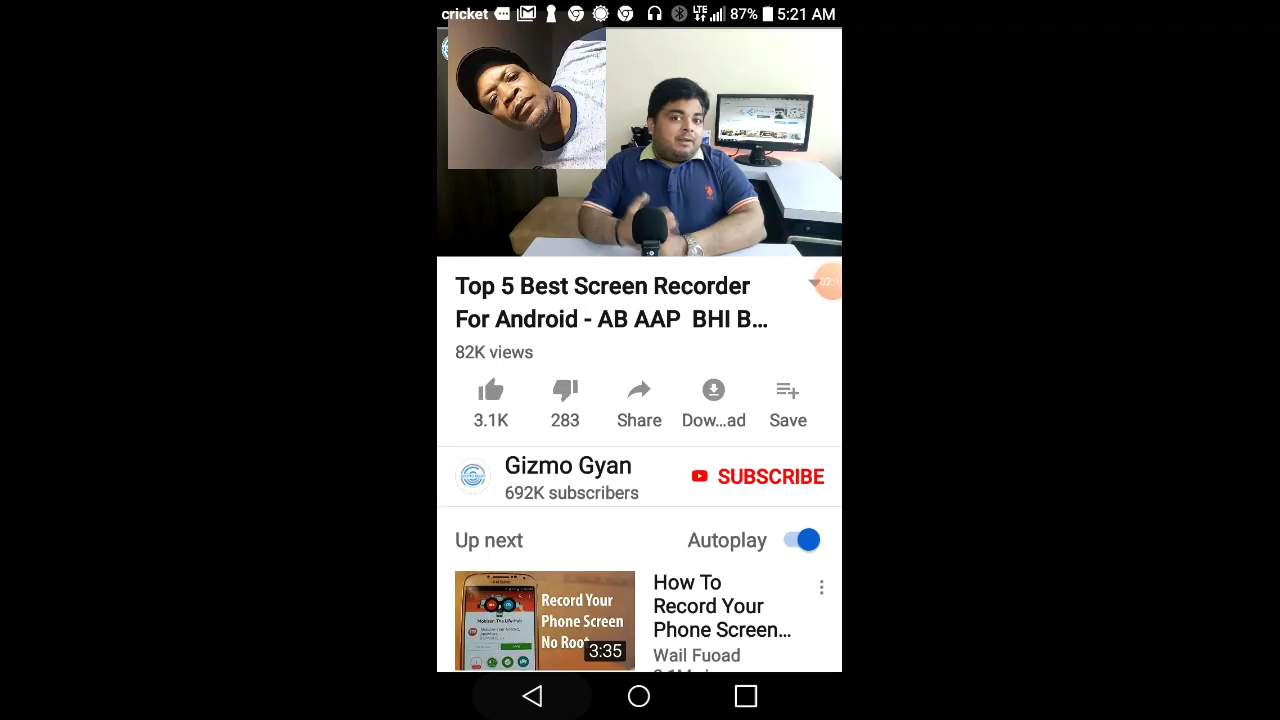 cricket LTE 87% 5:21 AM
Top 5 Best Screen Recorder
For Android - AB AAP BHI B...
82K views
3.1K 283 Share Dow...ad Save
Gizmo Gyan
692K subscribers
SUBSCRIBE
Up next Autoplay
Record Your
Phone Screen
No Root
3:35
How To
Record Your
Phone Screen...
Wail Fuoad